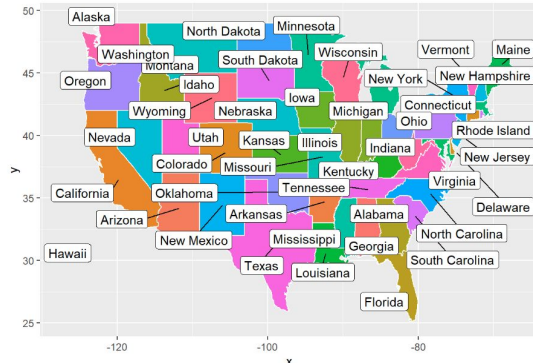 Alaska
North Dakota
Minnesota
Washington
Montana
South Dakota
Wisconsin
Vermont
Maine
Oregon
Idaho
New York
New Hampshire
Wyoming
Nebraska
Iowa
Michigan
Connecticut
Ohio
Nevada
Utah
Kansas
Illinois
Indiana
Rhode Island
Colorado
Missouri
Kentucky
New Jersey
California
Oklahoma
Tennessee
Virginia
Arizona
Arkansas
Alabama
Delaware
New Mexico
Mississippi
Georgia
North Carolina
Hawaii
Texas
Louisiana
South Carolina
Florida
y
45
40
35
30
25
-120
-100
-80
x